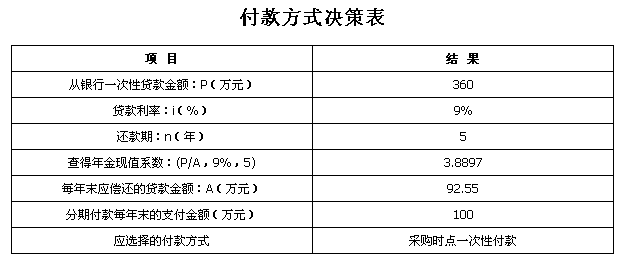 付款方式决策表
项 目 结 果
从银行一次性贷款金额：P（万元） 360
贷款利率：i（%） 9%
还款期：n（年） 5
查得年金现值系数：(P/A，9%，5) 3.8897
每年末应偿还的贷款金额：A（万元） 92.55
分期付款每年末的支付金额（万元） 100
应选择的付款方式 采购时点一次性付款